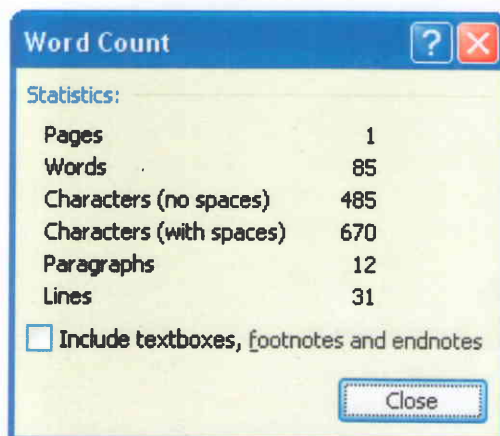 Word Count
Statistics:
Pages 1
Words 85
Characters (no spaces) 485
Characters (with spaces) 670
Paragraphs 12
Lines 31
Include textboxes, footnotes and endnotes
Close